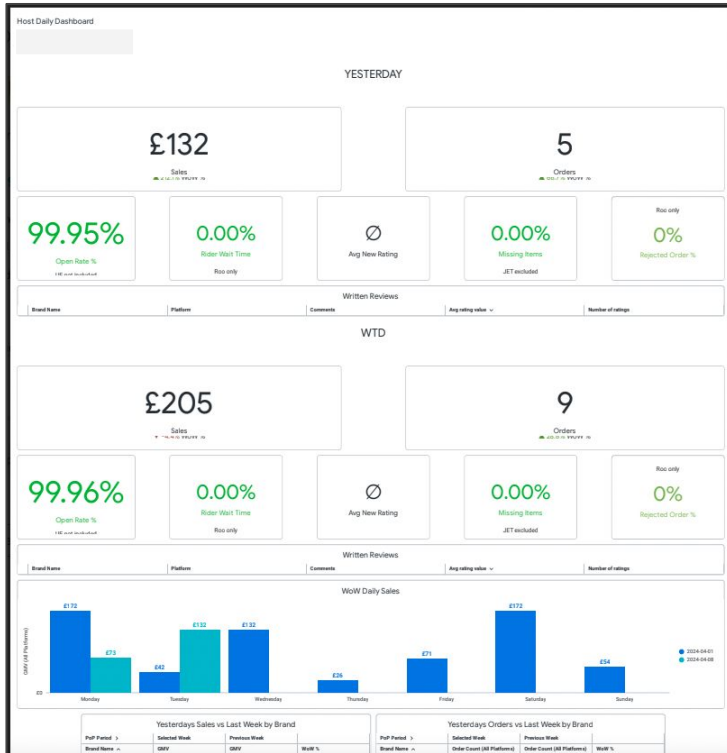 Host Daily Dashboard
YESTERDAY
£132
Sales
5
Orders
99.95%
Open Rate %
0.00%
Rider Wait Time
Roo only
∅
Avg New Rating
0.00%
Missing Items
JET excluded
Roo only
0%
Rejected Order %
Written Reviews
Brand Name Platform Comments Avg rating value Number of ratings
WTD
£205
Sales
9
Orders
99.96%
Open Rate %
0.00%
Rider Wait Time
Roo only
∅
Avg New Rating
0.00%
Missing Items
JET excluded
Roo only
0%
Rejected Order %
Written Reviews
Brand Name Platform Comments Avg rating value Number of ratings
WoW Daily Sales
GMV (All Platforms)
£172 £73 £42 £132 £132 £26 £71 £172 £54
£0
Monday Tuesday Wednesday Thursday Friday Saturday Sunday
2024-04-01
2024-04-08
Yesterdays Sales vs Last Week by Brand
PoP Period > Selected Week Previous Week
Brand Name GMV GMV WoW %
Yesterdays Orders vs Last Week by Brand
PoP Period > Selected Week Previous Week
Brand Name Order Count (All Platforms) Order Count (All Platforms) WoW %